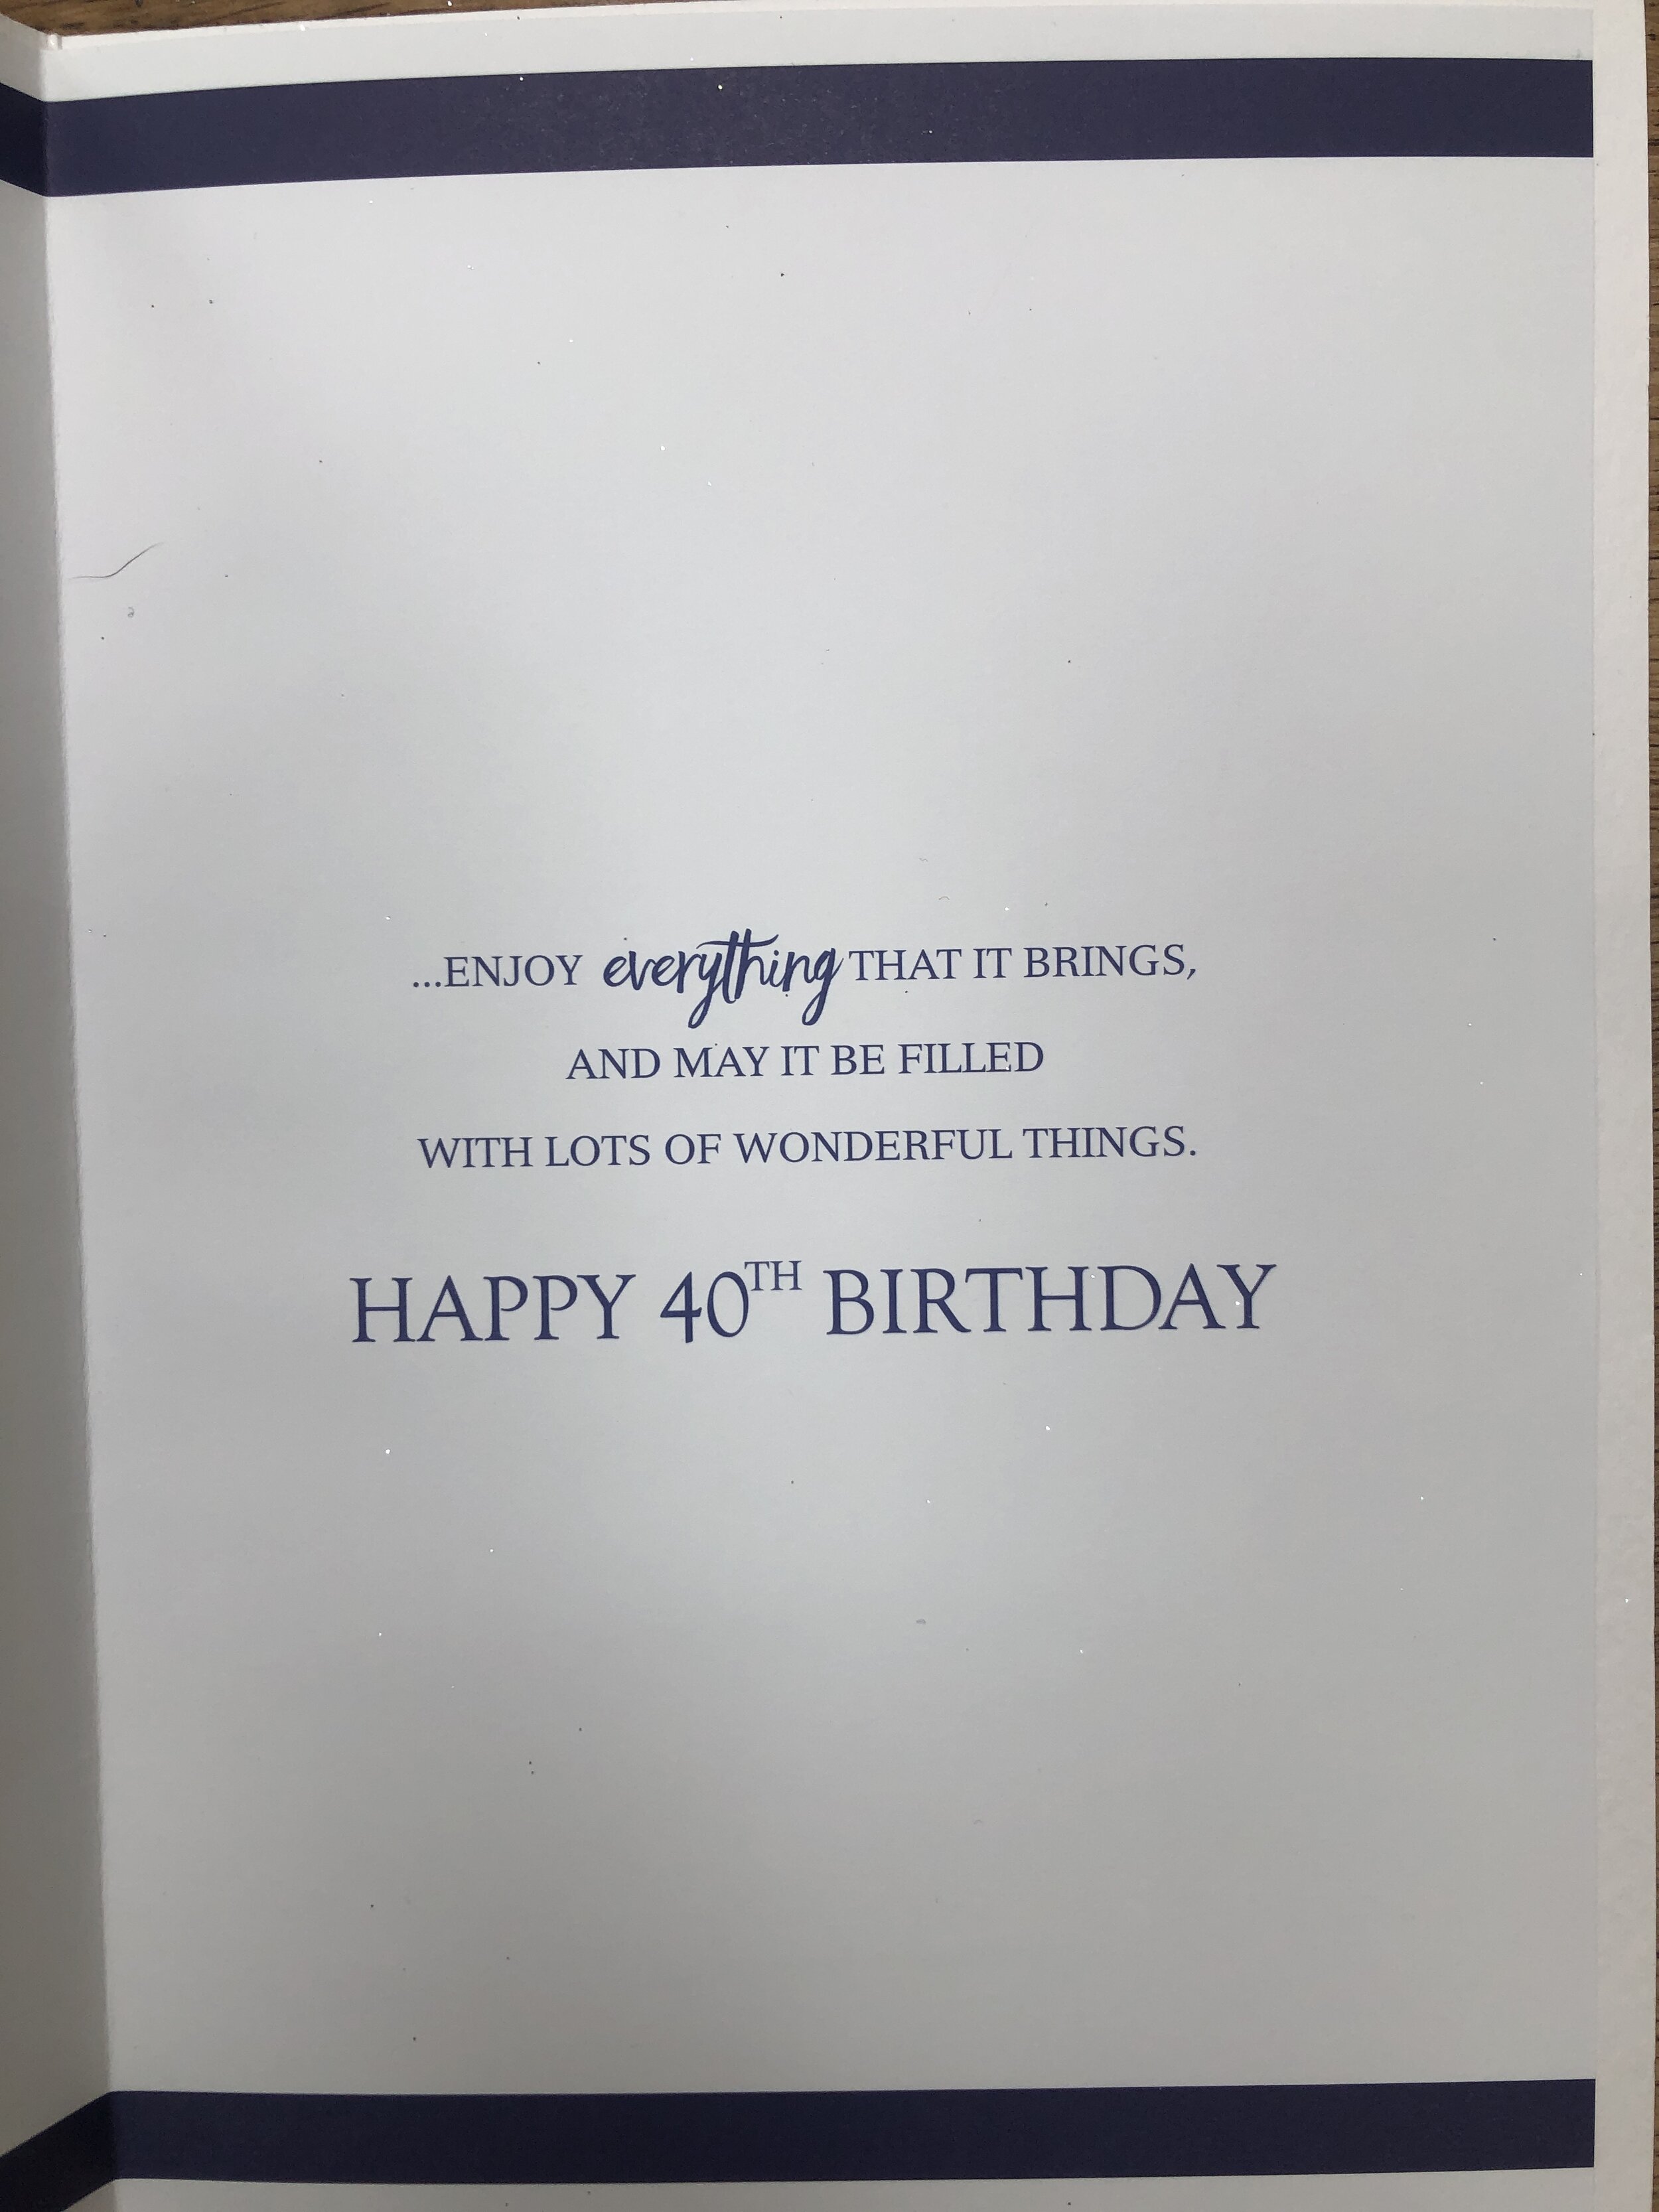 ...ENJOY everything THAT IT BRINGS,
AND MAY IT BE FILLED
WITH LOTS OF WONDERFUL THINGS.
HAPPY 40TH BIRTHDAY